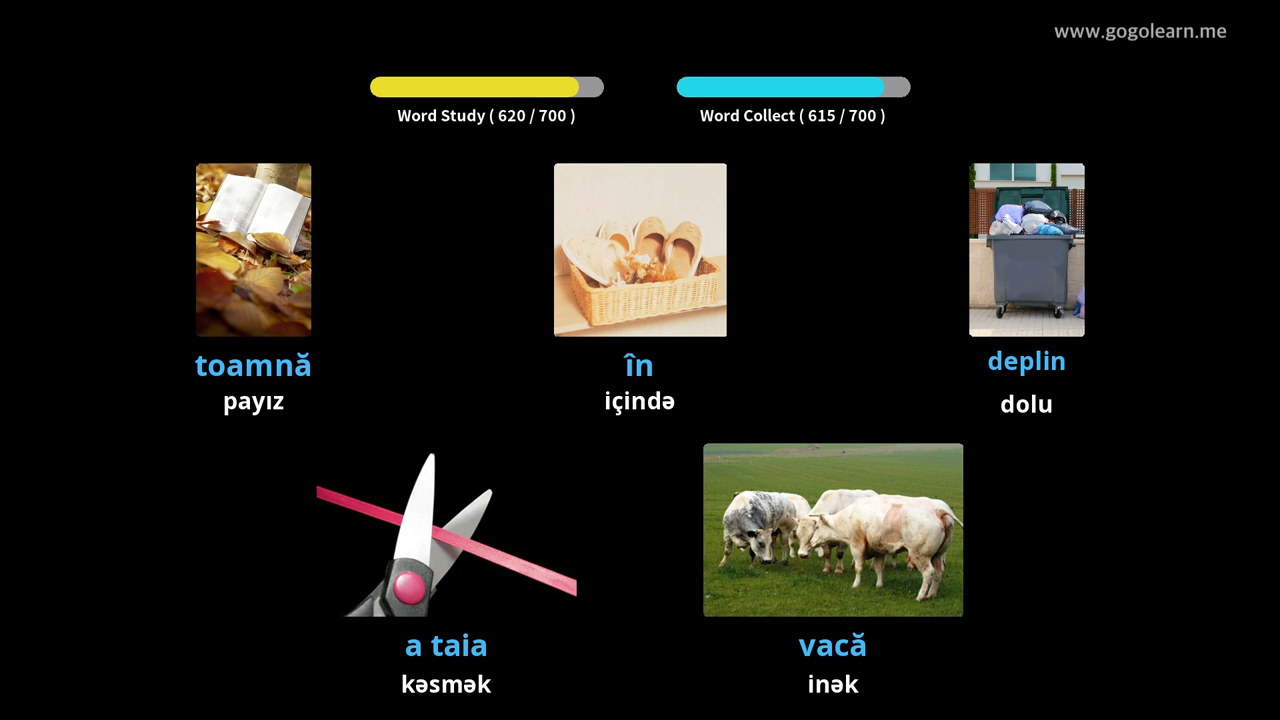 www.gogolearn.me
Word Study ( 620 / 700 )
Word Collect ( 615 / 700 )
toamnă
payız
în
içində
deplin
dolu
a taia
kəsmək
vacă
inək